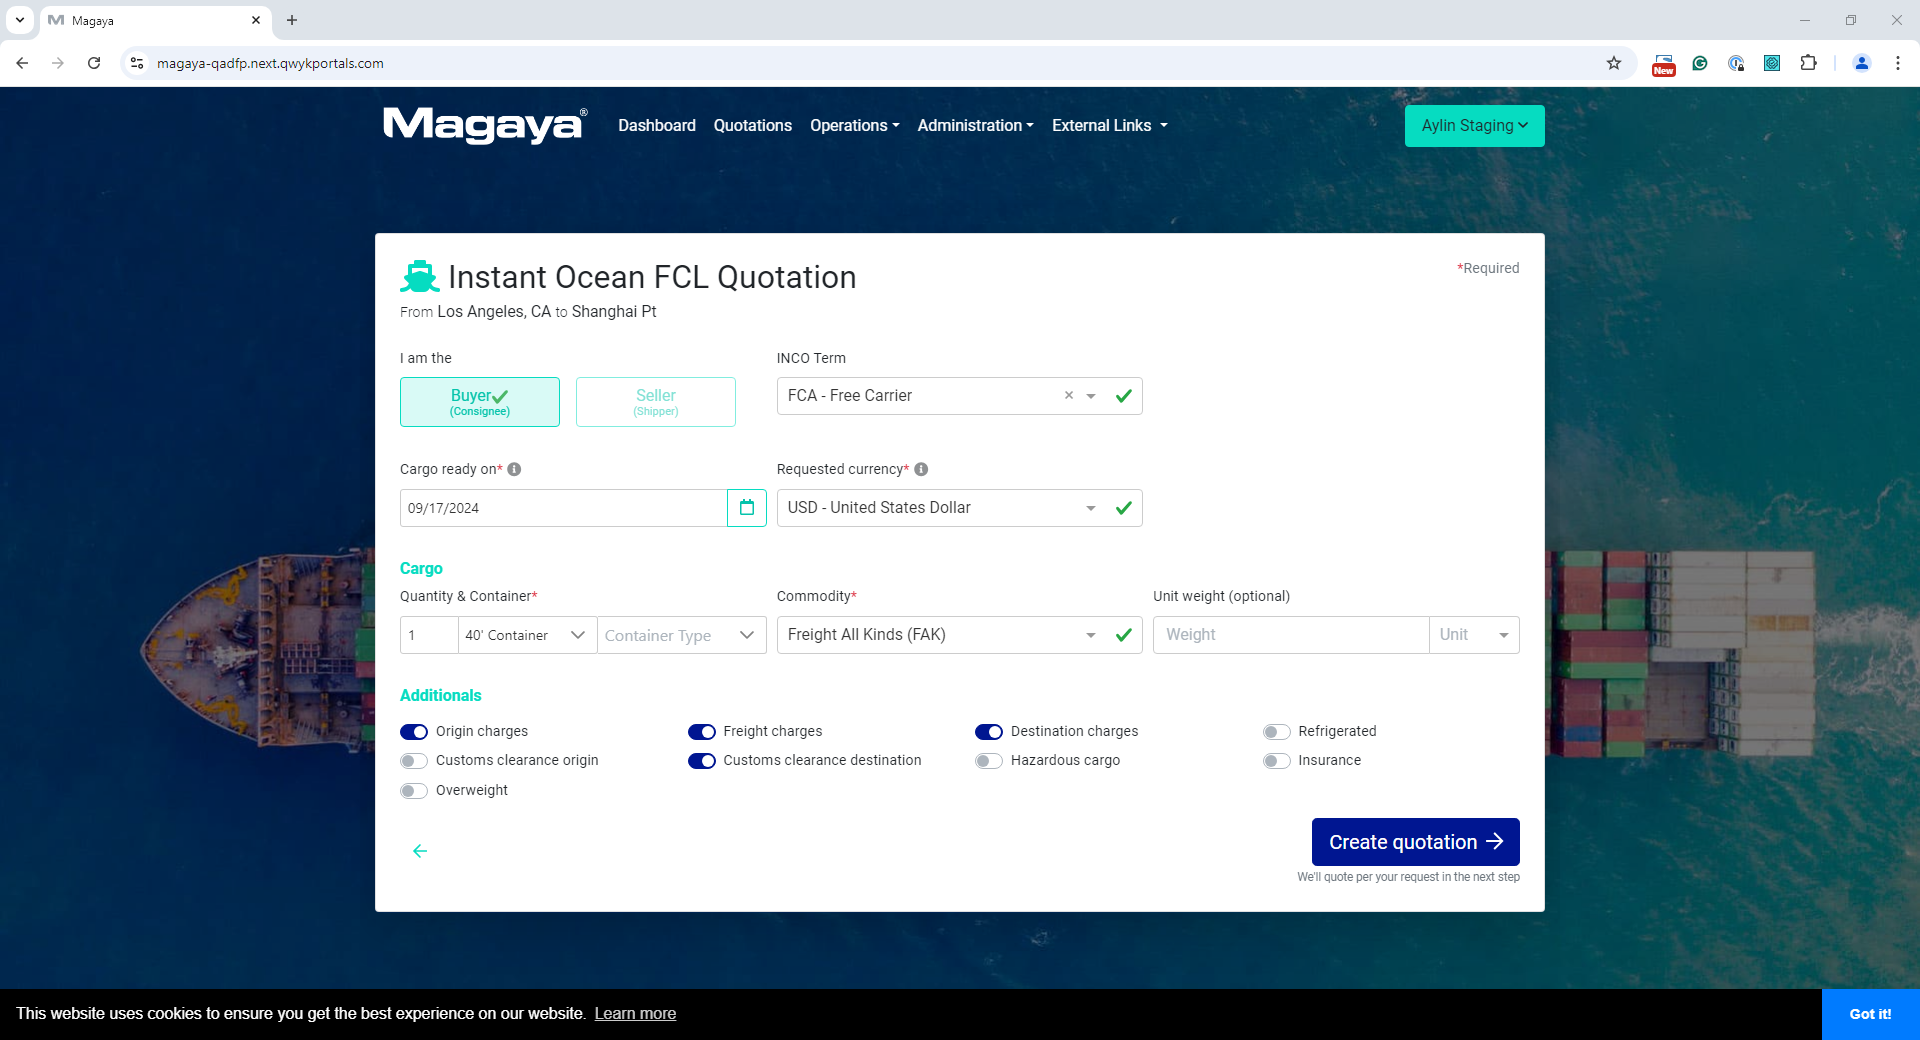 Magaya
magaya-qadfp.next.qwykportals.com
New
Magaya®
Dashboard Quotations Operations Administration External Links
Aylin Staging
Instant Ocean FCL Quotation
*Required
From Los Angeles, CA to Shanghai Pt
I am the
INCO Term
Buyer
(Consignee)
Seller
(Shipper)
FCA - Free Carrier
Cargo ready on*
Requested currency*
09/17/2024
USD - United States Dollar
Cargo
Quantity & Container*
Commodity*
Unit weight (optional)
1
40' Container
Container Type
Freight All Kinds (FAK)
Weight
Unit
Additionals
Origin charges
Freight charges
Destination charges
Refrigerated
Customs clearance origin
Customs clearance destination
Hazardous cargo
Insurance
Overweight
Create quotation
We'll quote per your request in the next step
This website uses cookies to ensure you get the best experience on our website. Learn more
Got it!